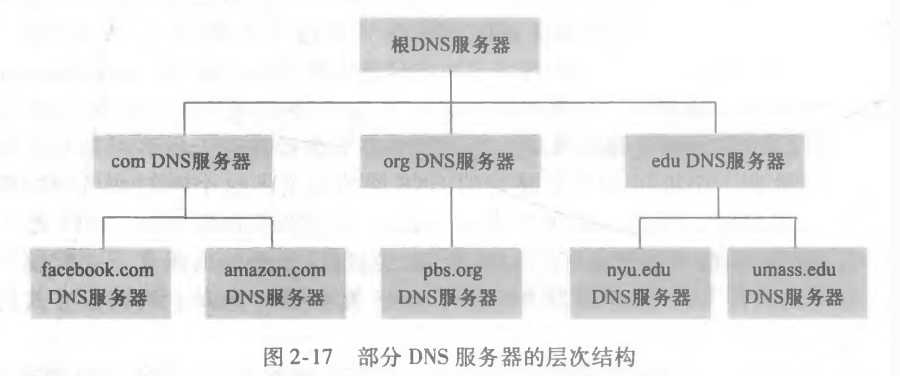 根DNS服务器
com DNS服务器
org DNS服务器
edu DNS服务器
facebook.com
DNS服务器
amazon.com
DNS服务器
pbs.org
DNS服务器
nyu.edu
DNS服务器
umass.edu
DNS服务器
图2-17 部分 DNS 服务器的层次结构